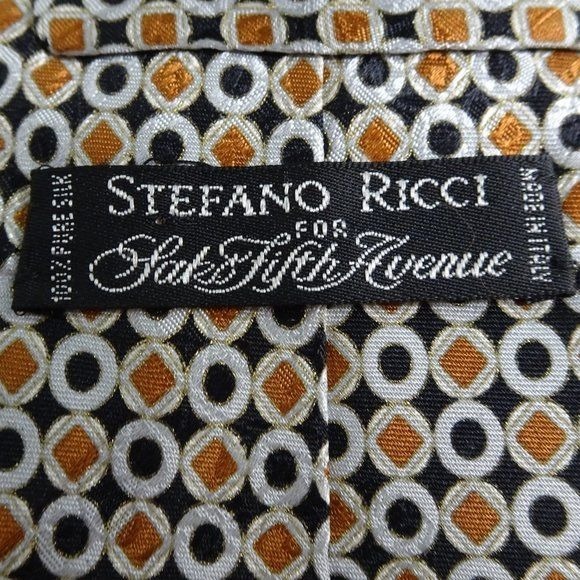 100% PURE SILK
STEFANO RICCI
FOR
Saks Fifth Avenue
MADE IN ITALY